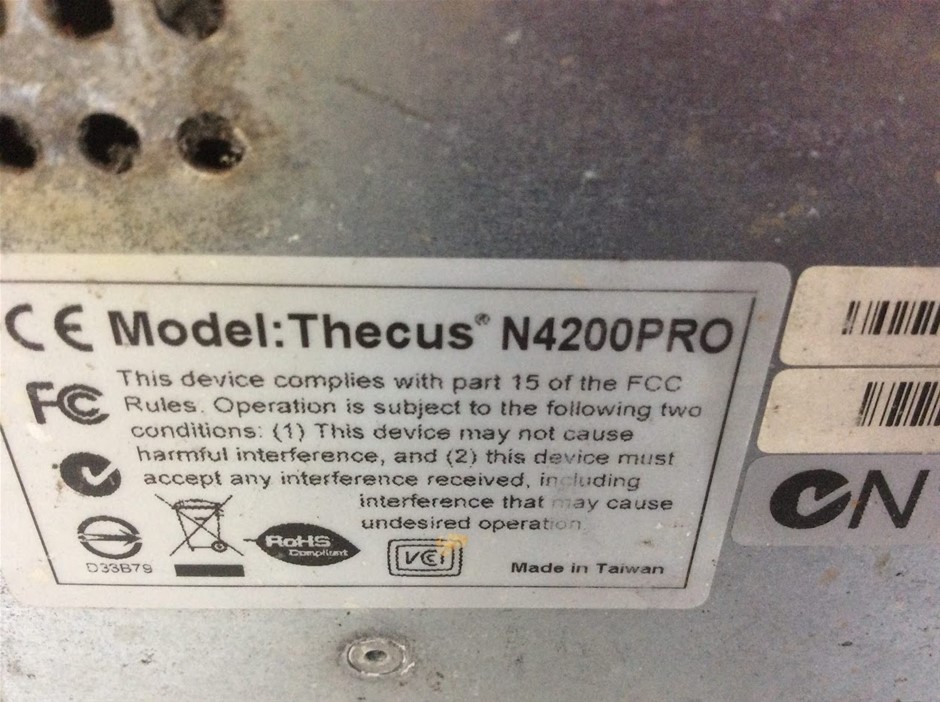 CE Model:Thecus® N4200PRO
FC This device complies with part 15 of the FCC
Rules. Operation is subject to the following two
conditions: (1) This device may not cause
harmful interference, and (2) this device must
accept any interference received, including
interference that may cause
undesired operation.
RoHS
Compliant
VCI
D33B79
Made in Taiwan
N